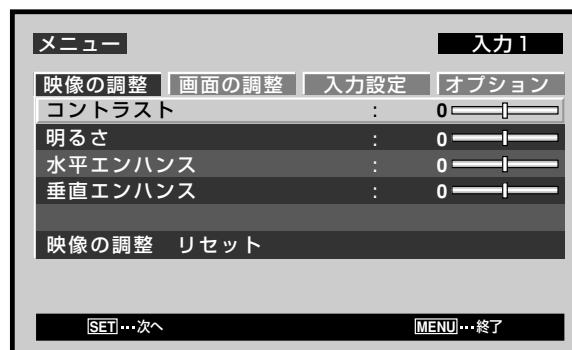 メニュー 入力1
映像の調整 画面の調整 入力設定 オプション
コントラスト : 0
明るさ : 0
水平エンハンス : 0
垂直エンハンス : 0
映像の調整 リセット
SET…次へ MENU…終了